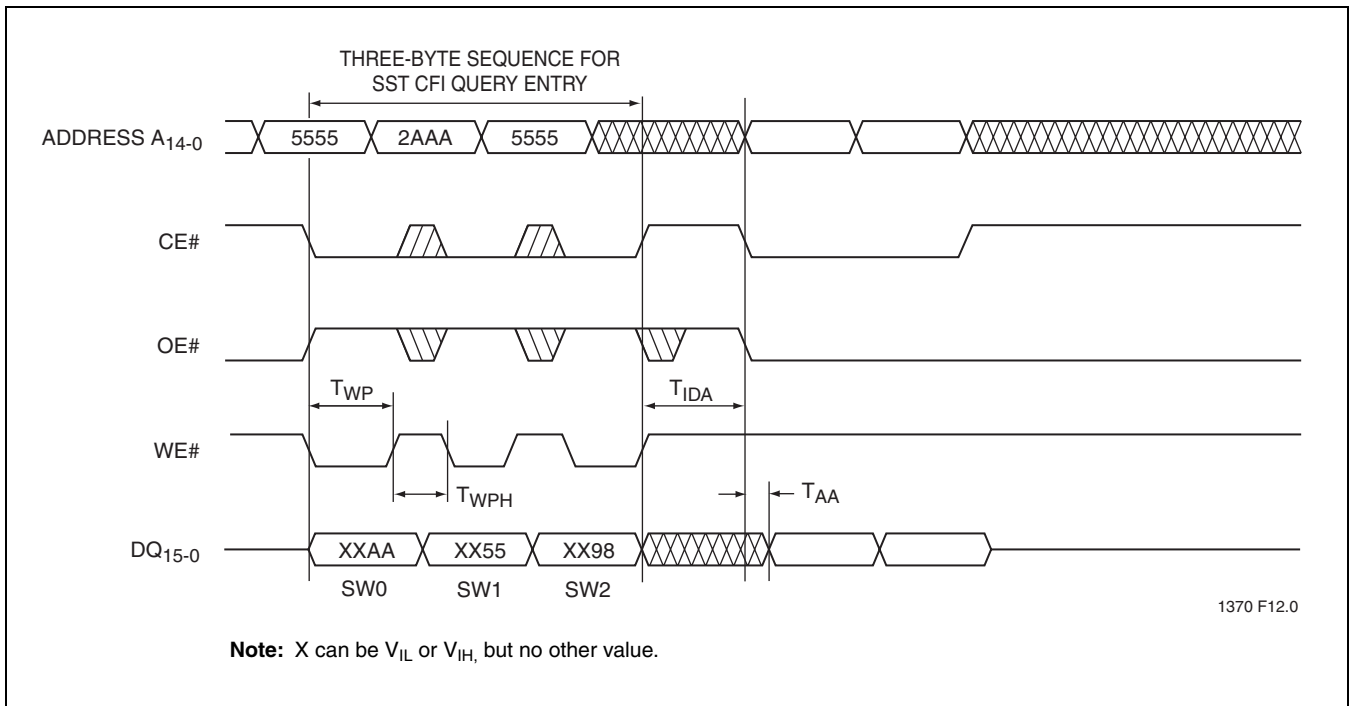 THREE-BYTE SEQUENCE FOR
SST CFI QUERY ENTRY
ADDRESS A14-0
5555 2AAA 5555
CE#
OE#
TWP TIDA
WE#
TWPH TAA
DQ15-0
XXAA XX55 XX98
SW0 SW1 SW2
1370 F12.0
Note: X can be VIL or VIH, but no other value.